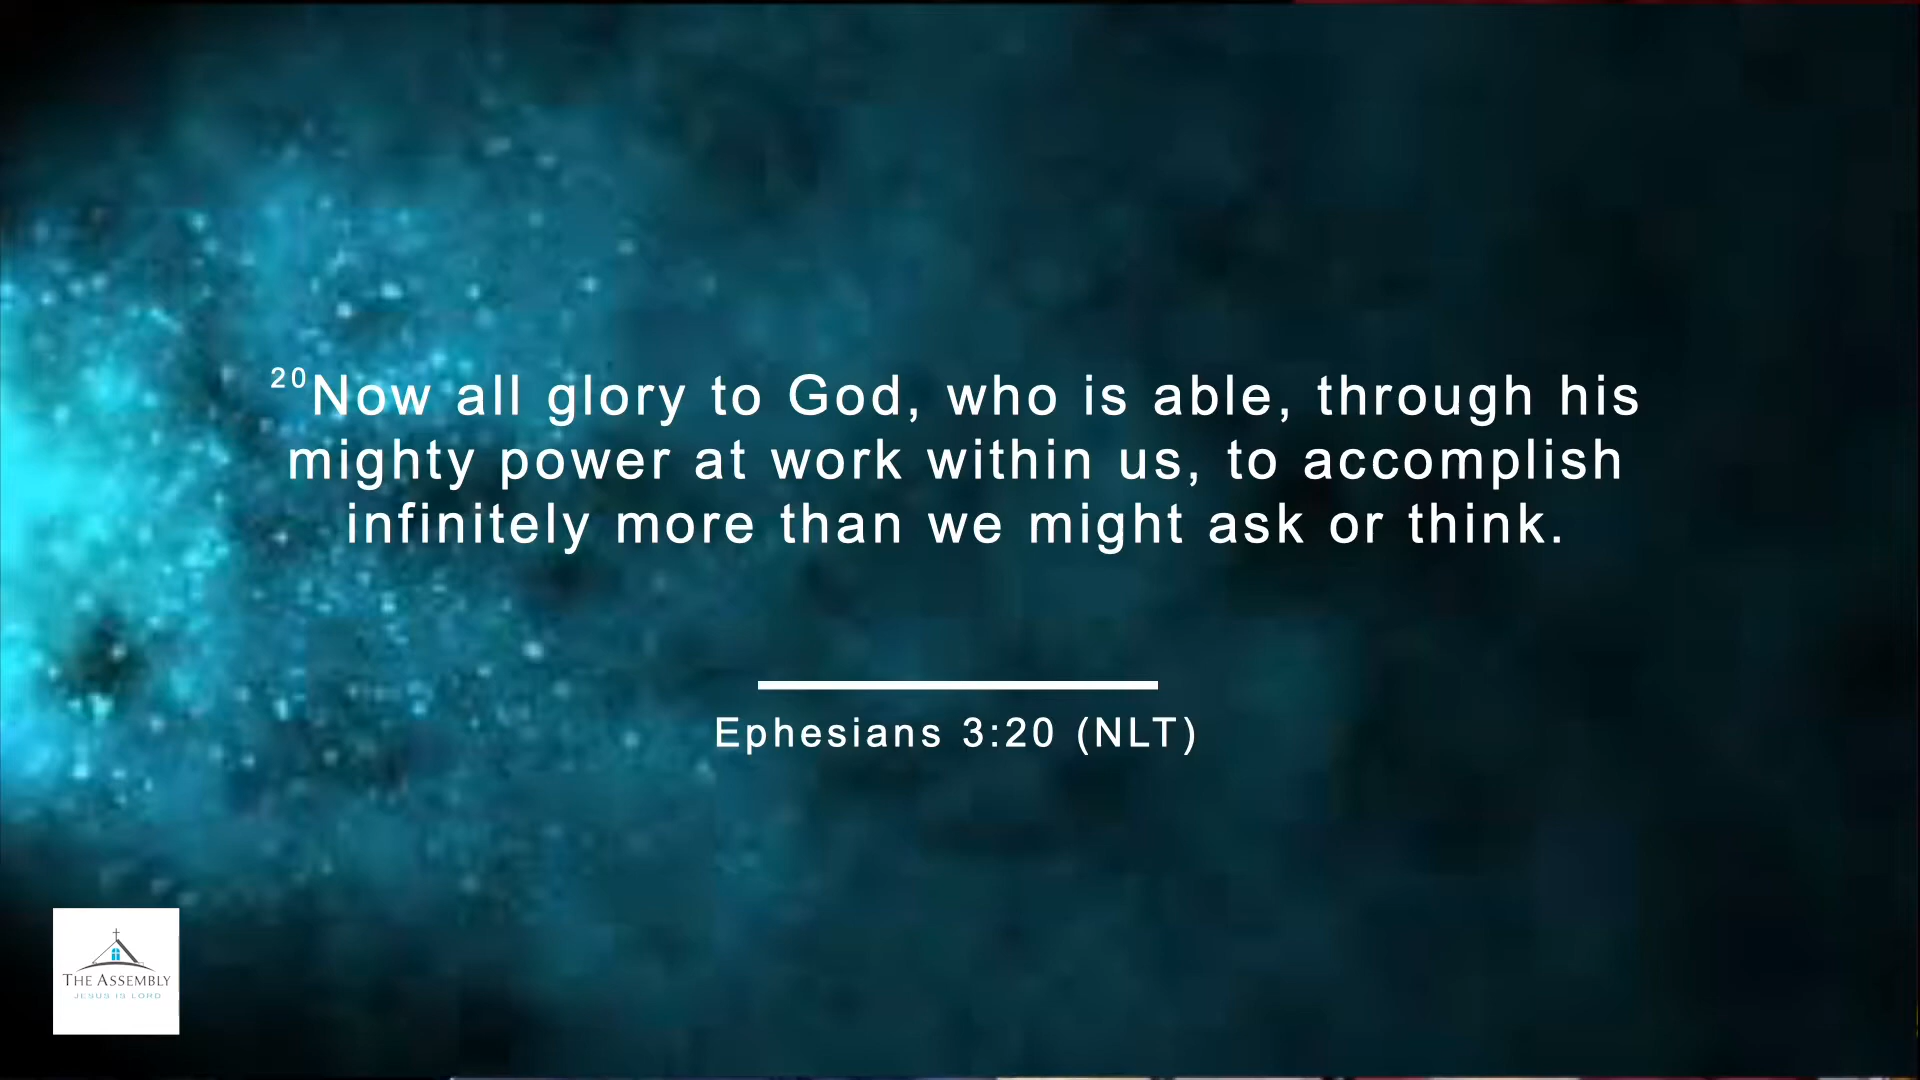 20Now all glory to God, who is able, through his
mighty power at work within us, to accomplish
infinitely more than we might ask or think.
Ephesians 3:20 (NLT)
THE ASSEMBLY
JESUS IS LORD